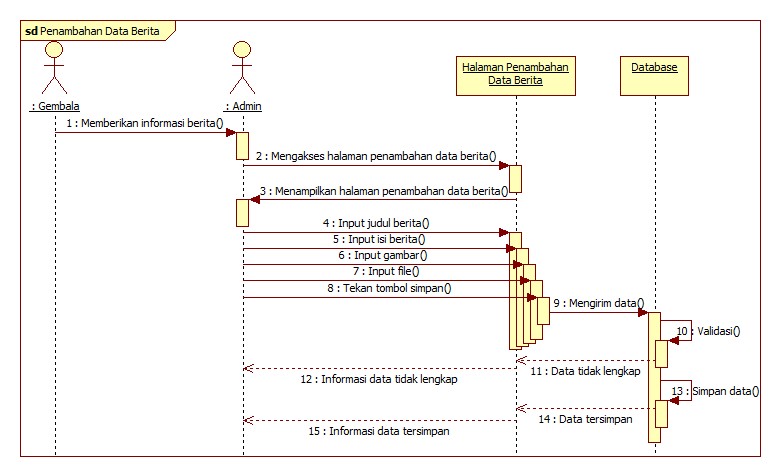 sd Penambahan Data Berita
: Gembala
: Admin
Halaman Penambahan
Data Berita
Database
1 : Memberikan informasi berita()
2 : Mengakses halaman penambahan data berita()
3 : Menampilkan halaman penambahan data berita()
4 : Input judul berita()
5 : Input isi berita()
6 : Input gambar()
7 : Input file()
8 : Tekan tombol simpan()
9 : Mengirim data()
10 : Validasi()
11 : Data tidak lengkap
12 : Informasi data tidak lengkap
13 : Simpan data()
14 : Data tersimpan
15 : Informasi data tersimpan